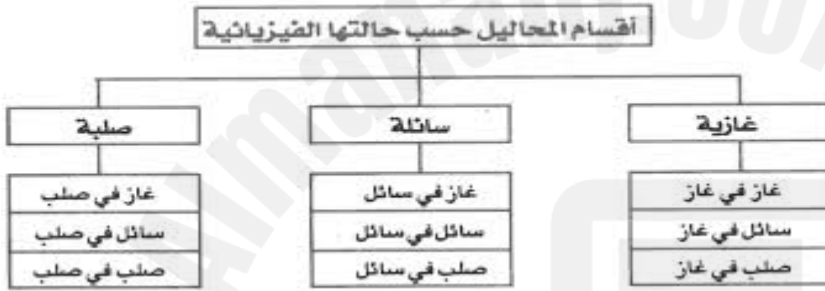 أقسام المحاليل حسب حالتها الفيزيائية
غازية
سائلة
صلبة
غاز في غاز
سائل في غاز
صلب في غاز
غاز في سائل
سائل في سائل
صلب في سائل
غاز في صلب
سائل في صلب
صلب في صلب